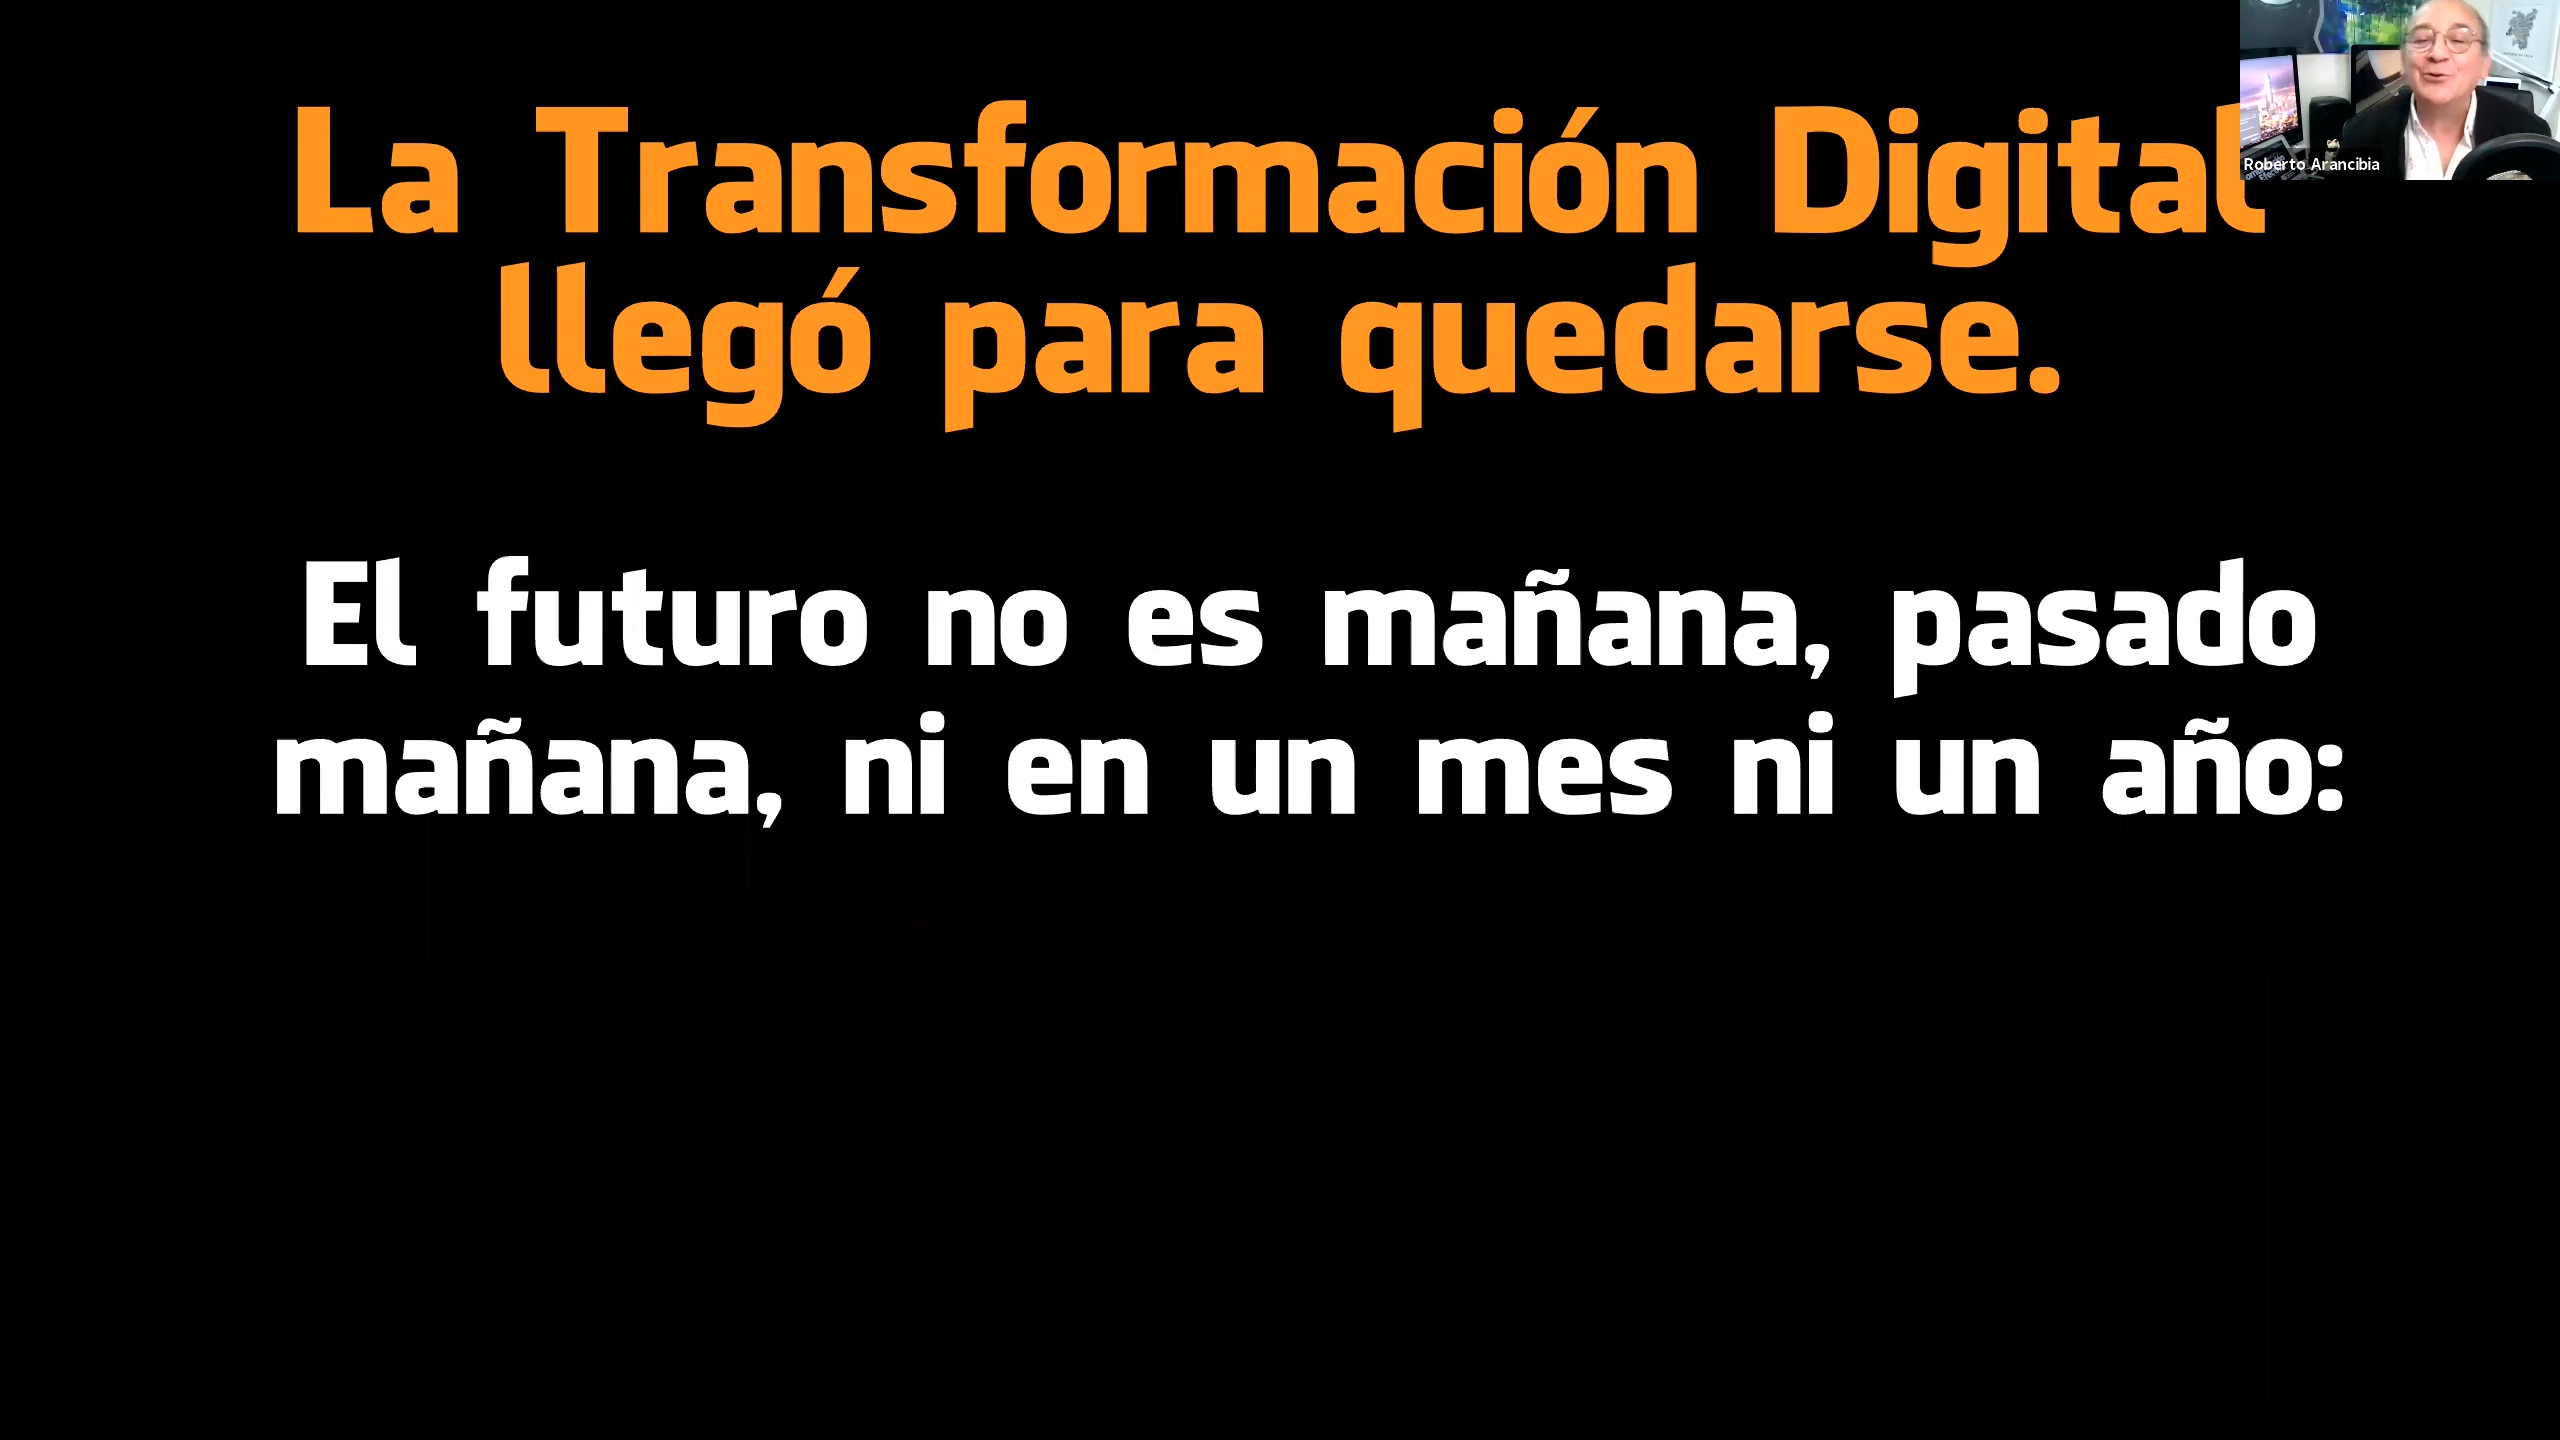 La Transformación Digital
llegó para quedarse.
El futuro no es mañana, pasado
mañana, ni en un mes ni un año:
Roberto Arancibia